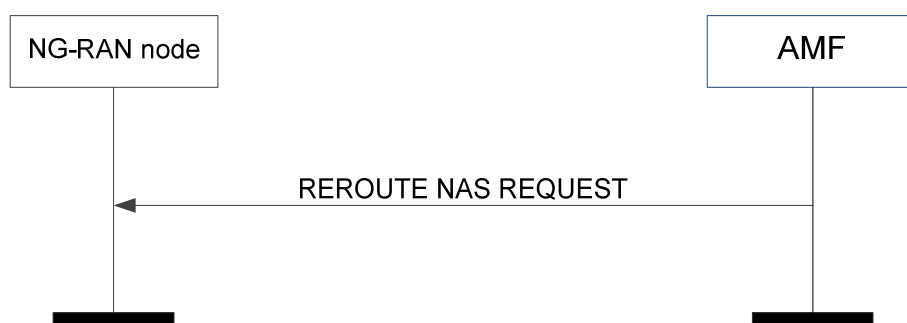 NG-RAN node
AMF
REROUTE NAS REQUEST